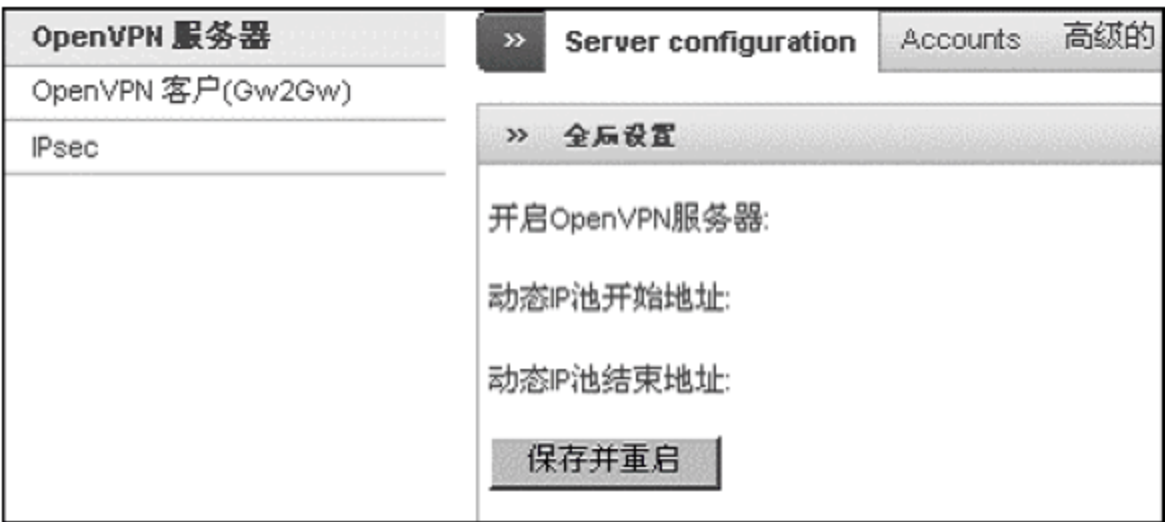 OpenVPN 服务器
OpenVPN 客户(Gw2Gw)
IPsec
» Server configuration Accounts 高级的
» 全局设置
开启OpenVPN服务器:
动态IP池开始地址:
动态IP池结束地址:
保存并重启